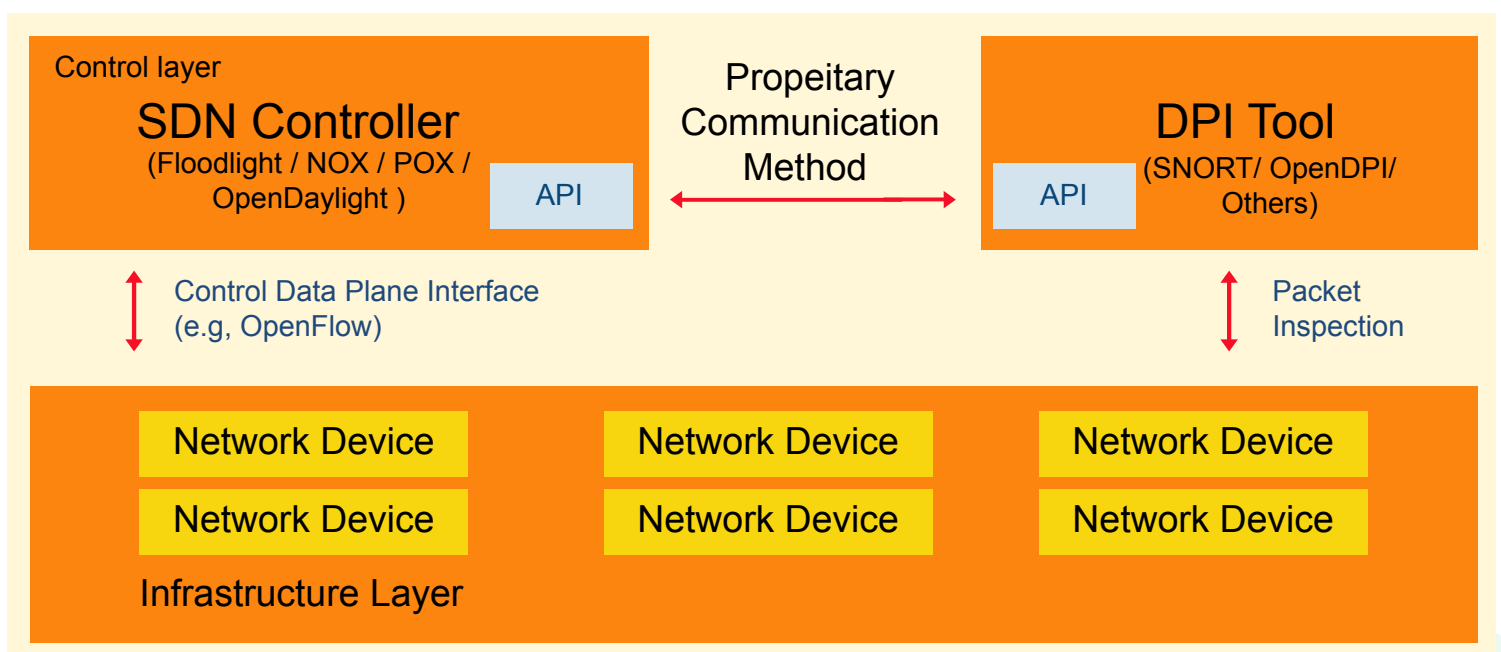 Control layer
SDN Controller
(Floodlight / NOX / POX /
OpenDaylight )
API
Propeitary
Communication
Method
DPI Tool
(SNORT/ OpenDPI/
Others)
API
Control Data Plane Interface
(e.g, OpenFlow)
Packet
Inspection
Network Device
Network Device
Network Device
Network Device
Network Device
Network Device
Infrastructure Layer